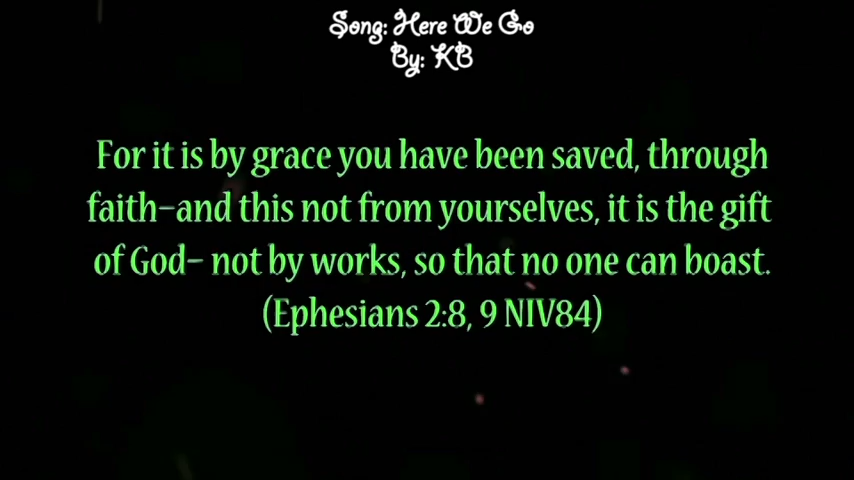 Song: Here We Go
By: KB
For it is by grace you have been saved, through
faith—and this not from yourselves, it is the gift
of God— not by works, so that no one can boast.
(Ephesians 2:8, 9 NIV84)